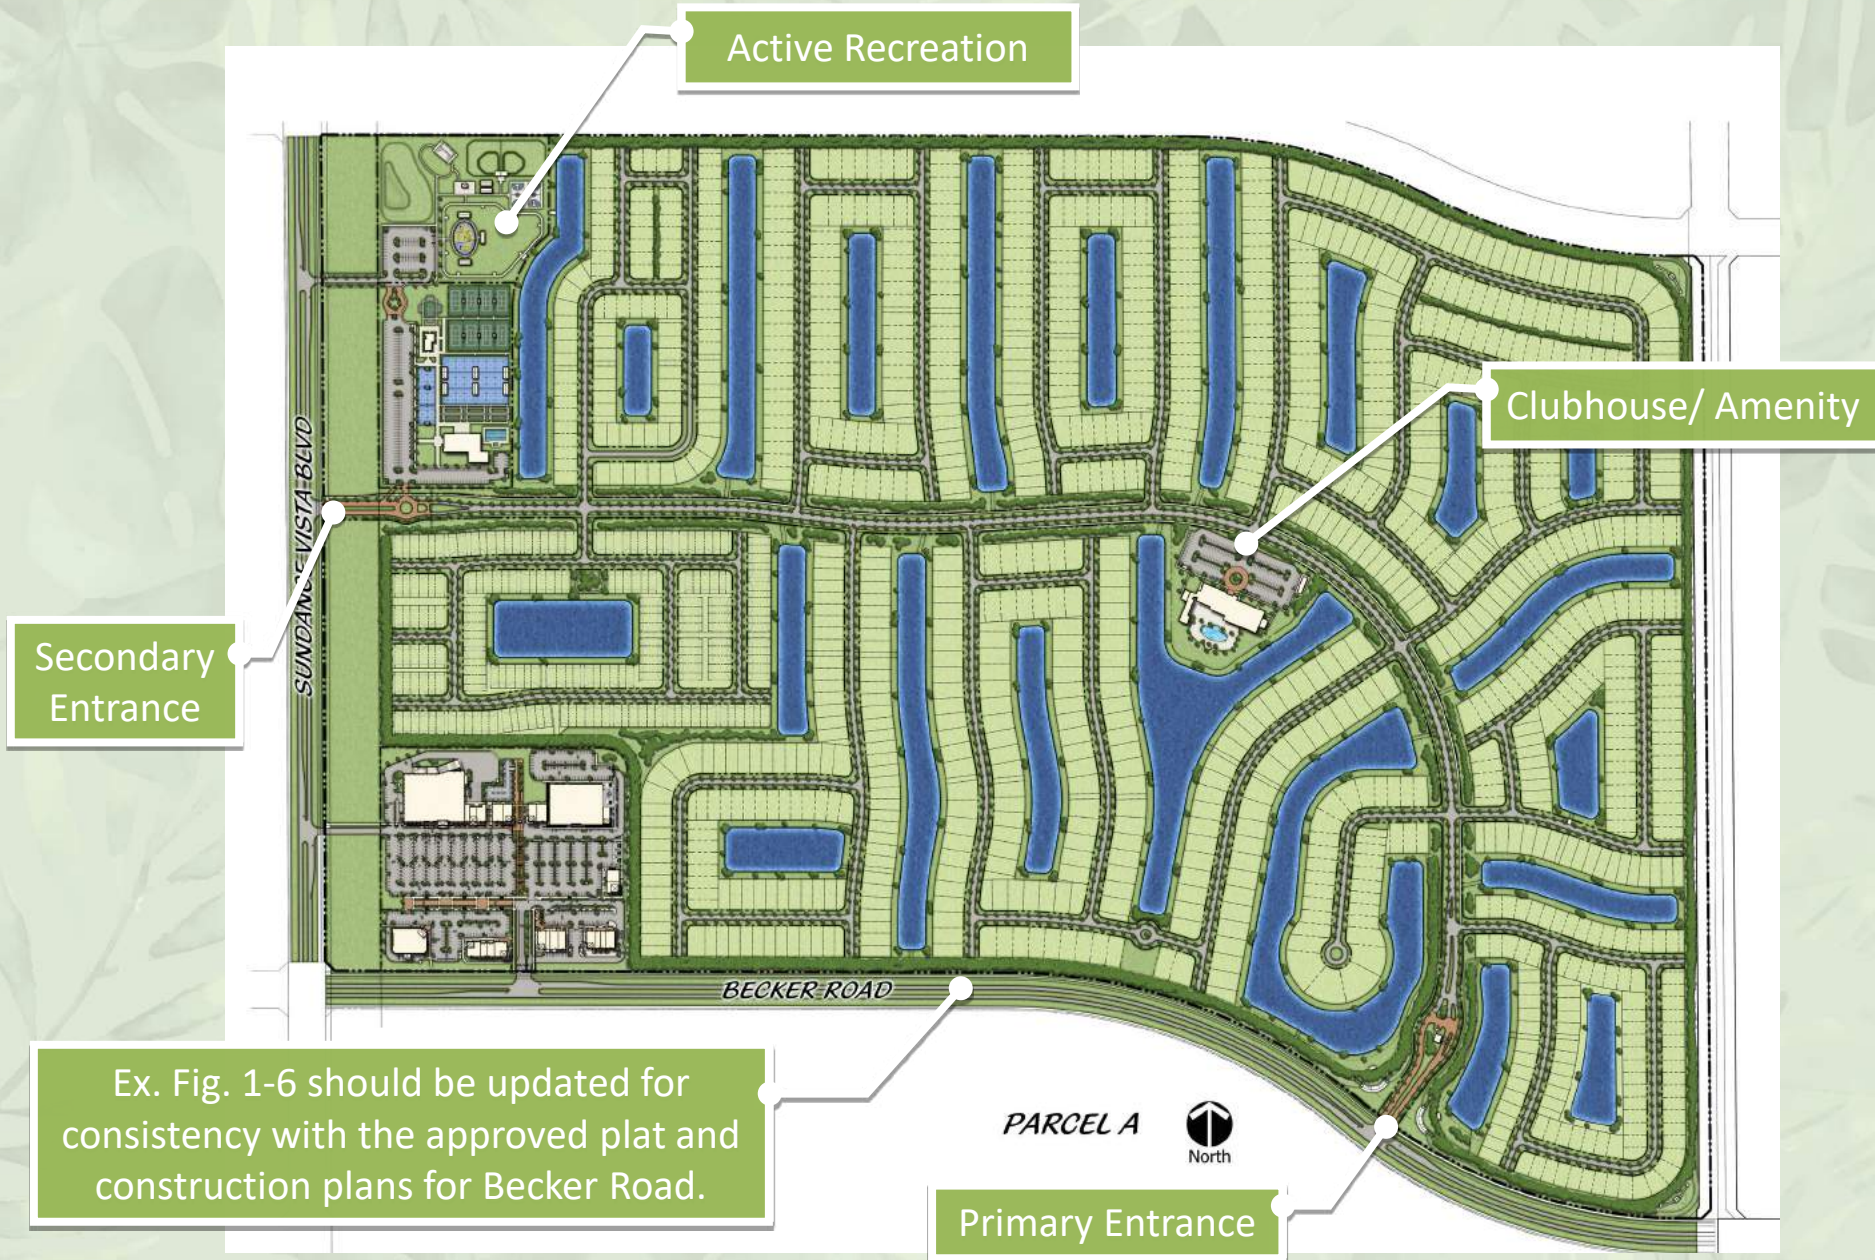 Active Recreation
Clubhouse/ Amenity
SUNDANCE VISTA BLVD
Secondary
Entrance
BECKER ROAD
Ex. Fig. 1-6 should be updated for
consistency with the approved plat and
construction plans for Becker Road.
PARCEL A
North
Primary Entrance